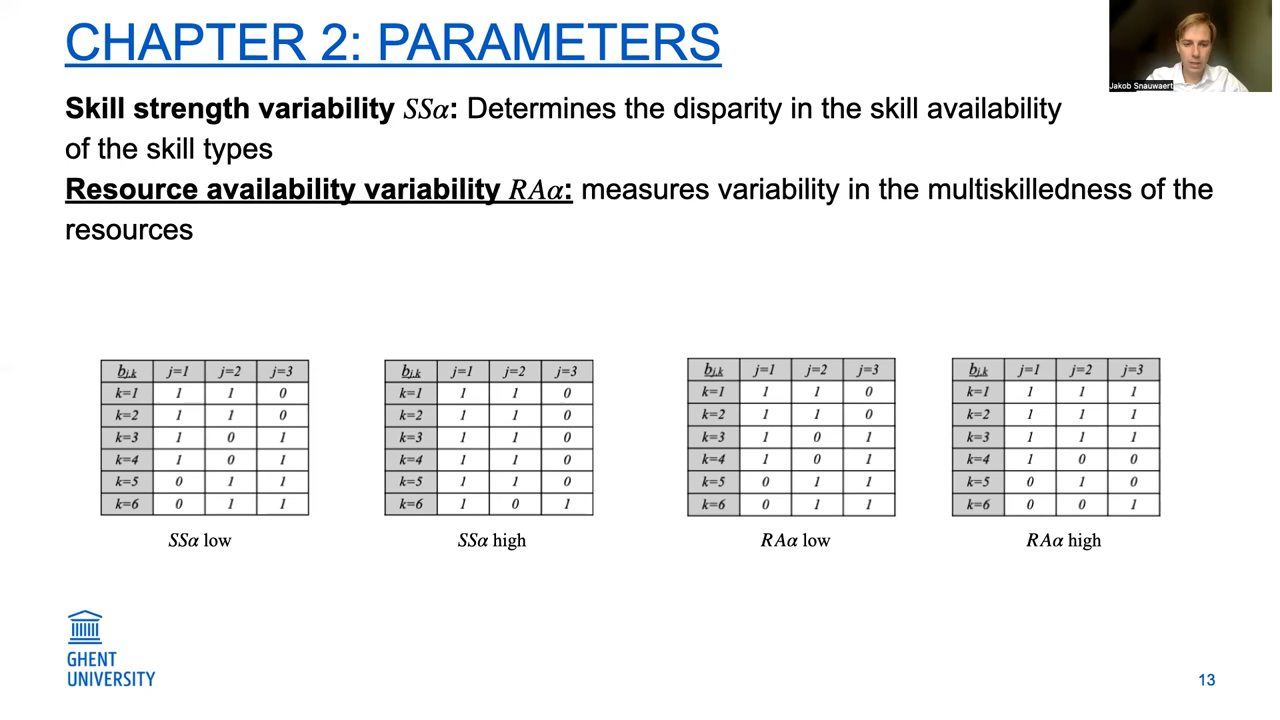 CHAPTER 2: PARAMETERS
Jakob Snauwaert
Skill strength variability SSα: Determines the disparity in the skill availability
of the skill types
Resource availability variability RAα: measures variability in the multiskilledness of the
resources
b_{j,k} j=1 j=2 j=3
k=1 1 1 0
k=2 1 1 0
k=3 1 0 1
k=4 1 0 1
k=5 0 1 1
k=6 0 1 1
SSα low
b_{j,k} j=1 j=2 j=3
k=1 1 1 0
k=2 1 1 0
k=3 1 1 0
k=4 1 1 0
k=5 1 1 0
k=6 1 0 1
SSα high
b_{j,k} j=1 j=2 j=3
k=1 1 1 0
k=2 1 1 0
k=3 1 0 1
k=4 1 0 1
k=5 0 1 1
k=6 0 1 1
RAα low
b_{j,k} j=1 j=2 j=3
k=1 1 1 1
k=2 1 1 1
k=3 1 1 1
k=4 1 0 0
k=5 0 1 0
k=6 0 0 1
RAα high
GHENT
UNIVERSITY
13